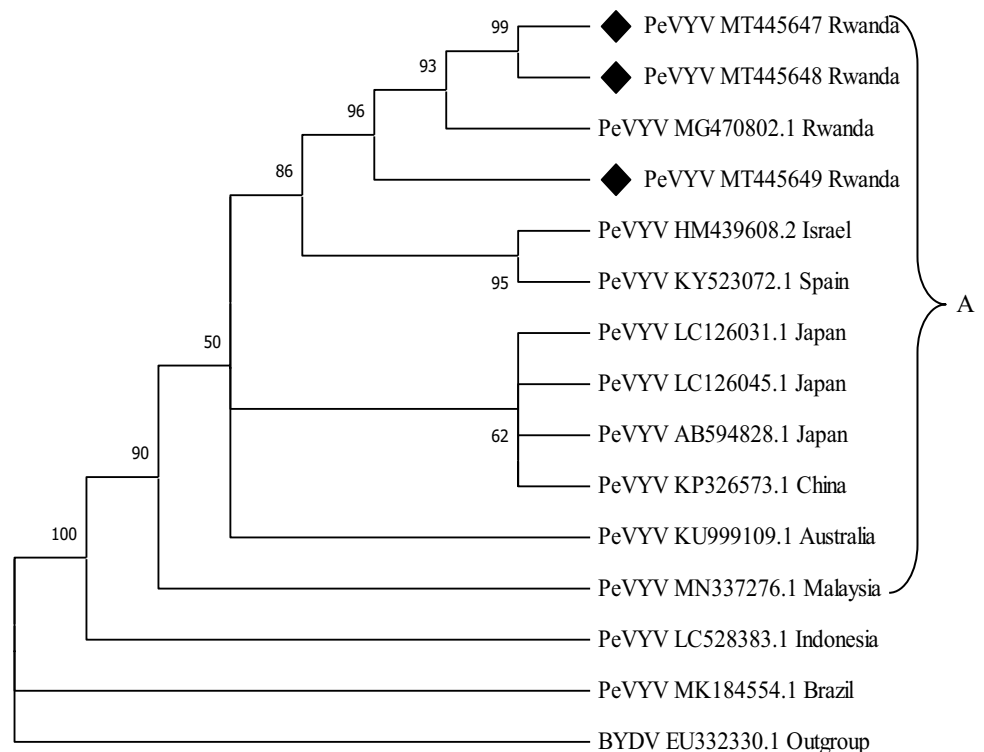 99
PeVYV MT445647 Rwanda
PeVYV MT445648 Rwanda
93
PeVYV MG470802.1 Rwanda
96
PeVYV MT445649 Rwanda
86
PeVYV HM439608.2 Israel
PeVYV KY523072.1 Spain
95
A
PeVYV LC126031.1 Japan
50
PeVYV LC126045.1 Japan
PeVYV AB594828.1 Japan
62
PeVYV KP326573.1 China
90
PeVYV KU999109.1 Australia
100
PeVYV MN337276.1 Malaysia
PeVYV LC528383.1 Indonesia
PeVYV MK184554.1 Brazil
BYDV EU332330.1 Outgroup